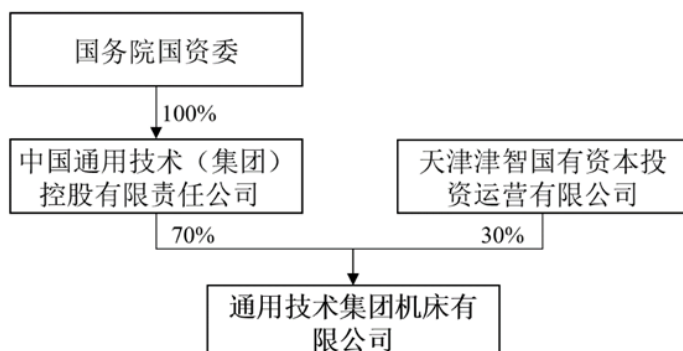 国务院国资委
100%
中国通用技术（集团）
控股有限责任公司
天津津智国有资本投
资运营有限公司
70%
30%
通用技术集团机床有
限公司